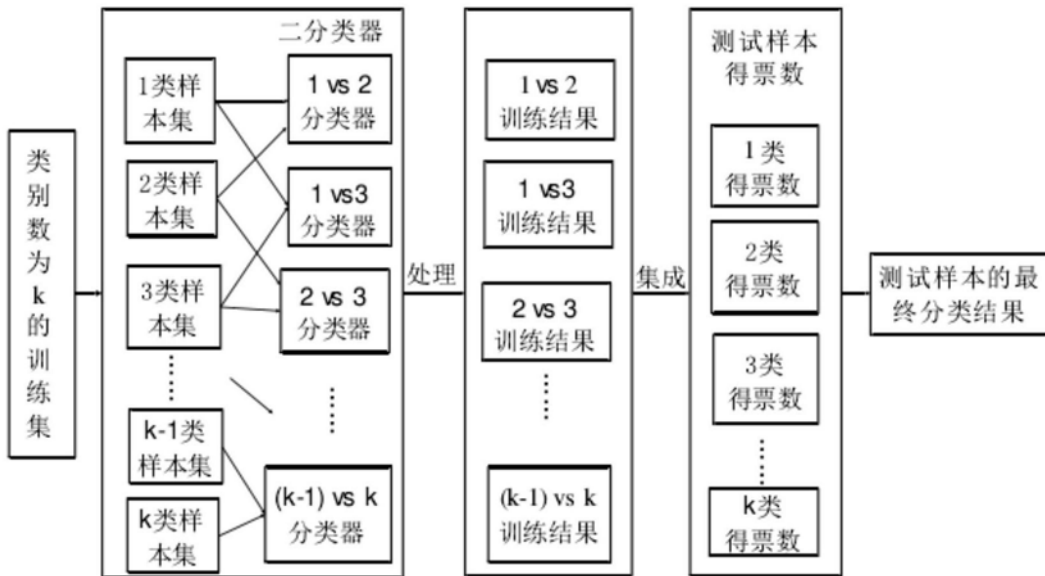 类
别
数
为
k
的
训
练
集
二分类器
1类样
本集
2类样
本集
3类样
本集
k-1类
样本集
k类样
本集
1 vs 2
分类器
1 vs3
分类器
2 vs 3
分类器
(k-1) vs k
分类器
处理
1 vs 2
训练结果
1 vs3
训练结果
2 vs 3
训练结果
(k-1) vs k
训练结果
集成
测试样本
得票数
1类
得票数
2类
得票数
3类
得票数
k类
得票数
测试样本的最
终分类结果